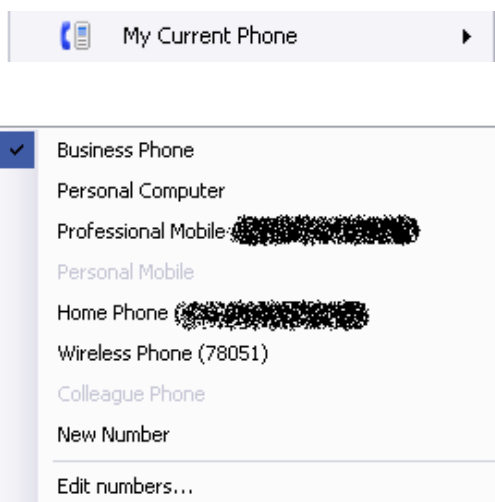 My Current Phone
Business Phone
Personal Computer
Professional Mobile
Personal Mobile
Home Phone
Wireless Phone (78051)
Colleague Phone
New Number
Edit numbers...